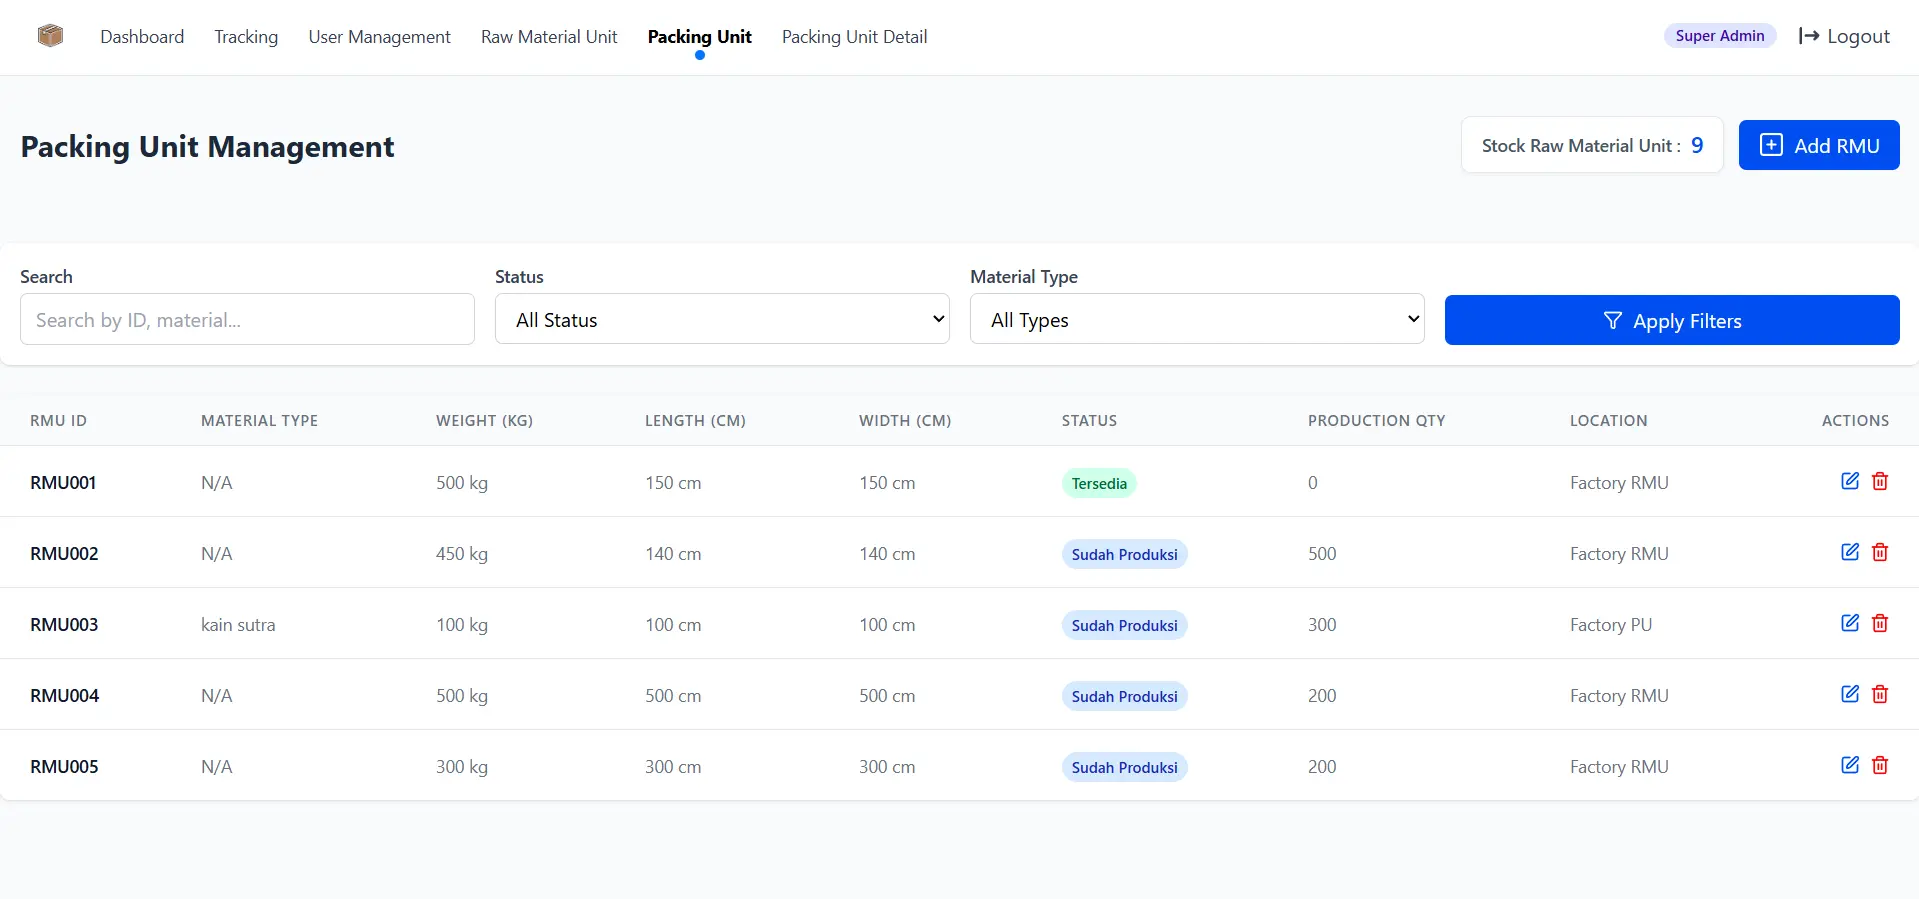 Dashboard Tracking User Management Raw Material Unit Packing Unit Packing Unit Detail Super Admin Logout
Packing Unit Management Stock Raw Material Unit : 9 Add RMU
Search Status Material Type
Search by ID, material... All Status All Types Apply Filters
RMU ID MATERIAL TYPE WEIGHT (KG) LENGTH (CM) WIDTH (CM) STATUS PRODUCTION QTY LOCATION ACTIONS
RMU001 N/A 500 kg 150 cm 150 cm Tersedia 0 Factory RMU
RMU002 N/A 450 kg 140 cm 140 cm Sudah Produksi 500 Factory RMU
RMU003 kain sutra 100 kg 100 cm 100 cm Sudah Produksi 300 Factory PU
RMU004 N/A 500 kg 500 cm 500 cm Sudah Produksi 200 Factory RMU
RMU005 N/A 300 kg 300 cm 300 cm Sudah Produksi 200 Factory RMU